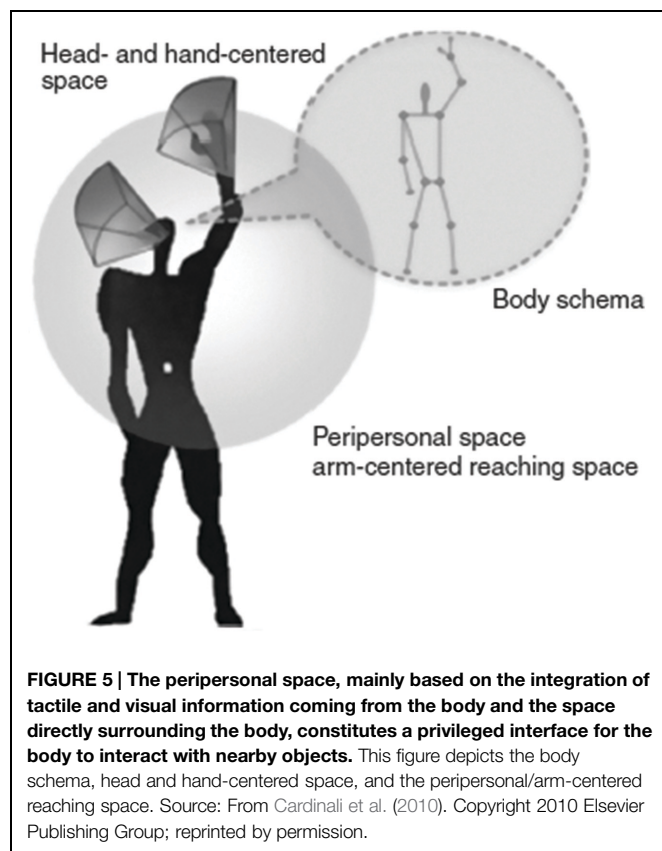 Head- and hand-centered
space
Body schema
Peripersonal space
arm-centered reaching space
FIGURE 5 | The peripersonal space, mainly based on the integration of
tactile and visual information coming from the body and the space
directly surrounding the body, constitutes a privileged interface for the
body to interact with nearby objects. This figure depicts the body
schema, head and hand-centered space, and the peripersonal/arm-centered
reaching space. Source: From Cardinali et al. (2010). Copyright 2010 Elsevier
Publishing Group; reprinted by permission.